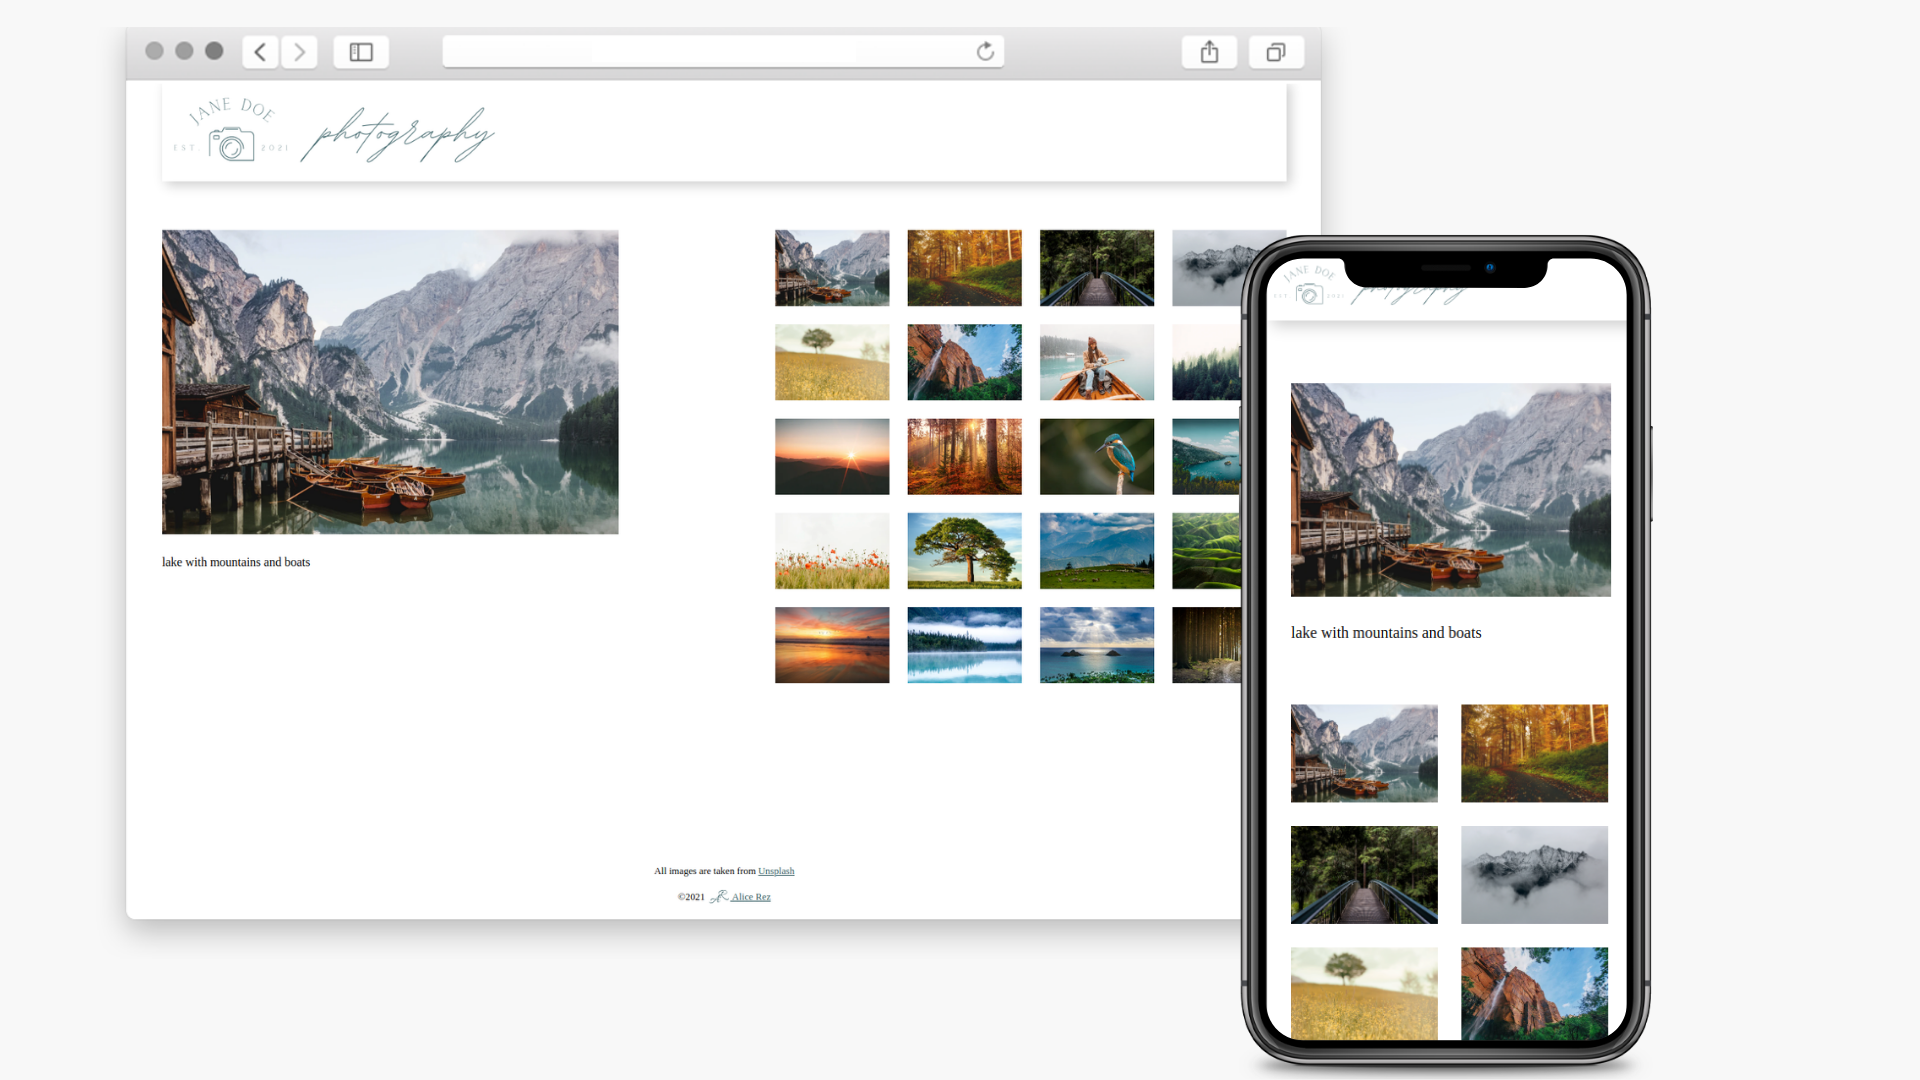 JANE DOE
EST. 2021
photography
lake with mountains and boats
All images are taken from Unsplash
©2021 AR Alice Rez
JANE DOE
EST. 2021
photography
lake with mountains and boats